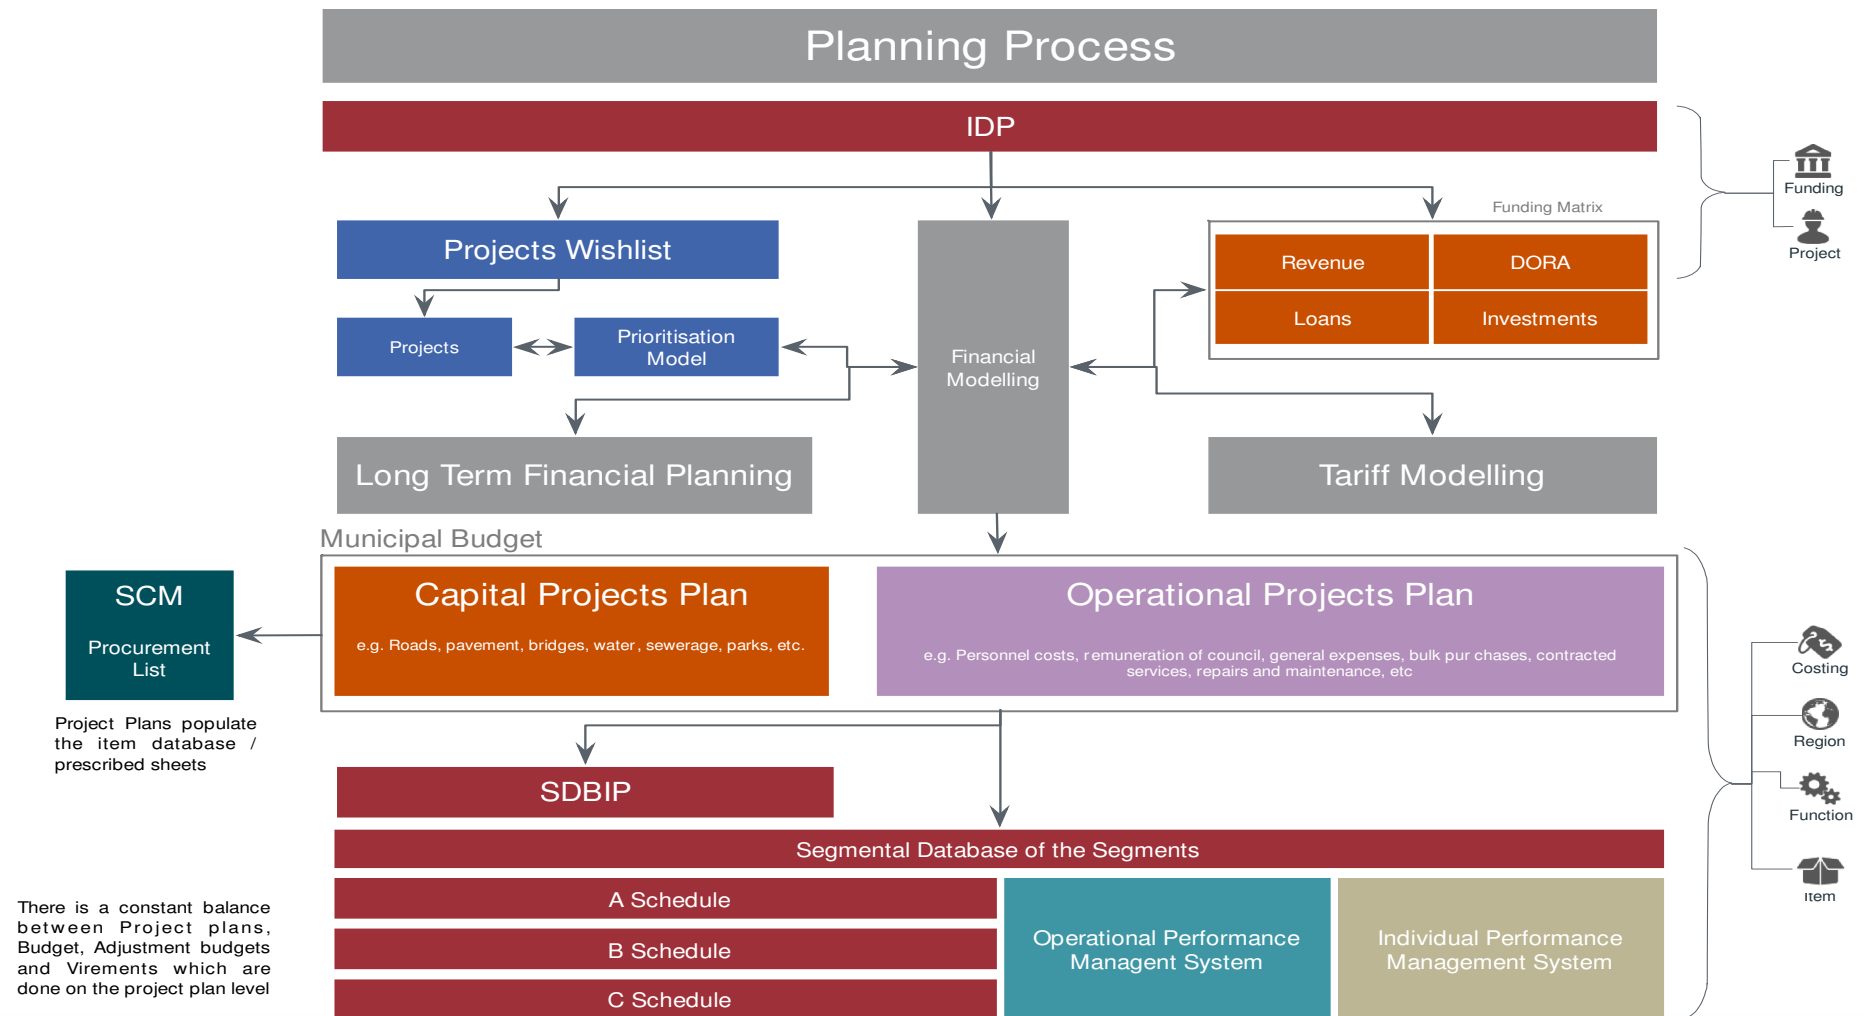 Planning Process
IDP
Funding
Project
Funding Matrix
Projects Wishlist
Revenue
DORA
Loans
Investments
Projects
Prioritisation
Model
Financial
Modelling
Long Term Financial Planning
Tariff Modelling
Municipal Budget
SCM
Procurement
List
Capital Projects Plan
e.g. Roads, pavement, bridges, water, sewerage, parks, etc.
Operational Projects Plan
e.g. Personnel costs, remuneration of council, general expenses, bulk pur chases, contracted
services, repairs and maintenance, etc
Project Plans populate
the item database /
prescribed sheets
Costing
Region
Function
Item
SDBIP
Segmental Database of the Segments
A Schedule
B Schedule
C Schedule
Operational Performance
Managent System
Individual Performance
Management System
There is a constant balance
between Project plans,
Budget, Adjustment budgets
and Virements which are
done on the project plan level